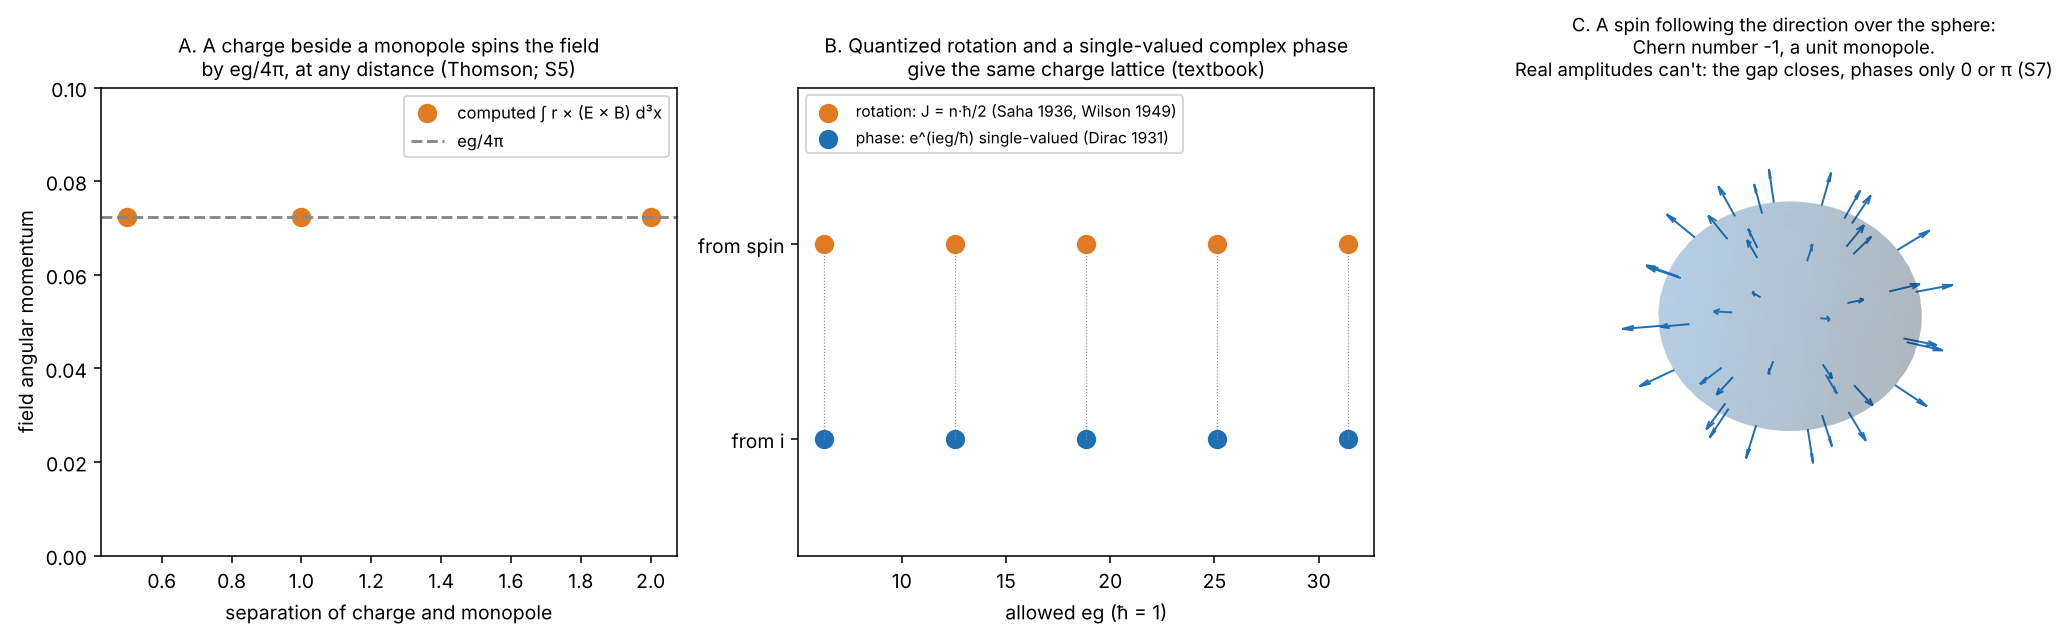 A. A charge beside a monopole spins the field
by eg/4π, at any distance (Thomson; S5)
computed ∫ r × (E × B) d³x
eg/4π
0.10
0.08
0.06
0.04
0.02
0.00
field angular momentum
0.6 0.8 1.0 1.2 1.4 1.6 1.8 2.0
separation of charge and monopole
B. Quantized rotation and a single-valued complex phase
give the same charge lattice (textbook)
rotation: J = n·ħ/2 (Saha 1936, Wilson 1949)
phase: e^(ieg/ħ) single-valued (Dirac 1931)
from spin
from i
10 15 20 25 30
allowed eg (ħ = 1)
C. A spin following the direction over the sphere:
Chern number -1, a unit monopole.
Real amplitudes can't: the gap closes, phases only 0 or π (S7)